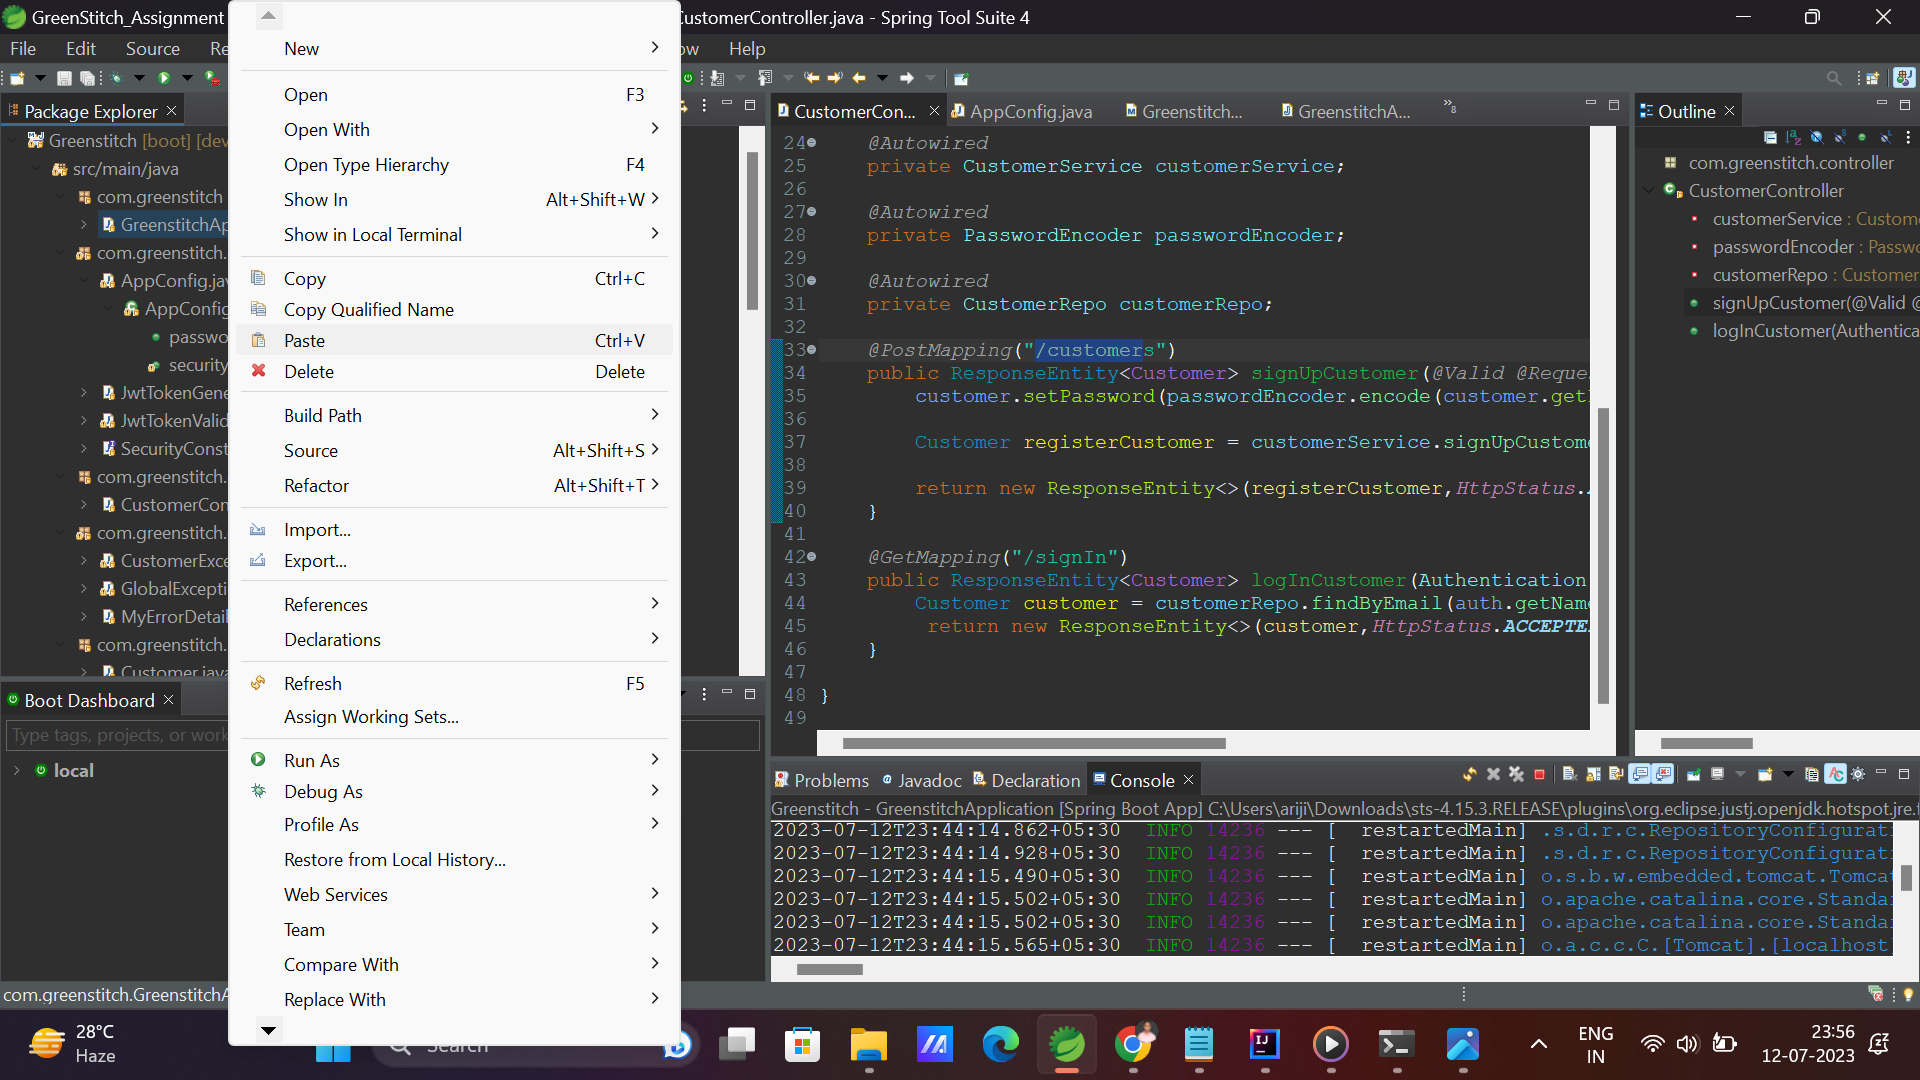 GreenStitch_Assignment
CustomerController.java - Spring Tool Suite 4
File Edit Source Re
ow Help
Package Explorer
Greenstitch [boot] [dev
src/main/java
com.greenstitch
GreenstitchAp
com.greenstitch.
AppConfig.jav
AppConfig
passwo
security
JwtTokenGene
JwtTokenValid
SecurityConst
com.greenstitch.
CustomerCon
com.greenstitch.
CustomerExce
GlobalExcepti
MyErrorDetail
com.greenstitch.
Customer.java
Boot Dashboard
Type tags, projects, or work
local
com.greenstitch.GreenstitchA
New
Open F3
Open With
Open Type Hierarchy F4
Show In Alt+Shift+W
Show in Local Terminal
Copy Ctrl+C
Copy Qualified Name
Paste Ctrl+V
Delete Delete
Build Path
Source Alt+Shift+S
Refactor Alt+Shift+T
Import...
Export...
References
Declarations
Refresh F5
Assign Working Sets...
Run As
Debug As
Profile As
Restore from Local History...
Web Services
Team
Compare With
Replace With
CustomerCon... AppConfig.java Greenstitch... GreenstitchA... 8
24 @Autowired
25 private CustomerService customerService;
26
27 @Autowired
28 private PasswordEncoder passwordEncoder;
29
30 @Autowired
31 private CustomerRepo customerRepo;
32
33 @PostMapping("/customers")
34 public ResponseEntity<Customer> signUpCustomer(@Valid @Reque
35 customer.setPassword(passwordEncoder.encode(customer.get
36
37 Customer registerCustomer = customerService.signUpCustome
38
39 return new ResponseEntity<>(registerCustomer,HttpStatus.
40 }
41
42 @GetMapping("/signIn")
43 public ResponseEntity<Customer> logInCustomer(Authentication
44 Customer customer = customerRepo.findByEmail(auth.getName
45 return new ResponseEntity<>(customer,HttpStatus.ACCEPTE
46 }
47
48 }
49
Outline
com.greenstitch.controller
CustomerController
customerService : Custom
passwordEncoder : Passw
customerRepo : Customer
signUpCustomer(@Valid @
logInCustomer(Authentica
Problems Javadoc Declaration Console
Greenstitch - GreenstitchApplication [Spring Boot App] C:\Users\ariji\Downloads\sts-4.15.3.RELEASE\plugins\org.eclipse.justj.openjdk.hotspot.jre.f
2023-07-12T23:44:14.862+05:30 INFO 14236 --- [ restartedMain] .s.d.r.c.RepositoryConfigurati
2023-07-12T23:44:14.928+05:30 INFO 14236 --- [ restartedMain] .s.d.r.c.RepositoryConfigurati
2023-07-12T23:44:15.490+05:30 INFO 14236 --- [ restartedMain] o.s.b.w.embedded.tomcat.Tomcat
2023-07-12T23:44:15.502+05:30 INFO 14236 --- [ restartedMain] o.apache.catalina.core.Standar
2023-07-12T23:44:15.502+05:30 INFO 14236 --- [ restartedMain] o.apache.catalina.core.Standar
2023-07-12T23:44:15.565+05:30 INFO 14236 --- [ restartedMain] o.a.c.c.C.[Tomcat].[localhost]
28°C
Haze
Search
ENG
IN
23:56
12-07-2023